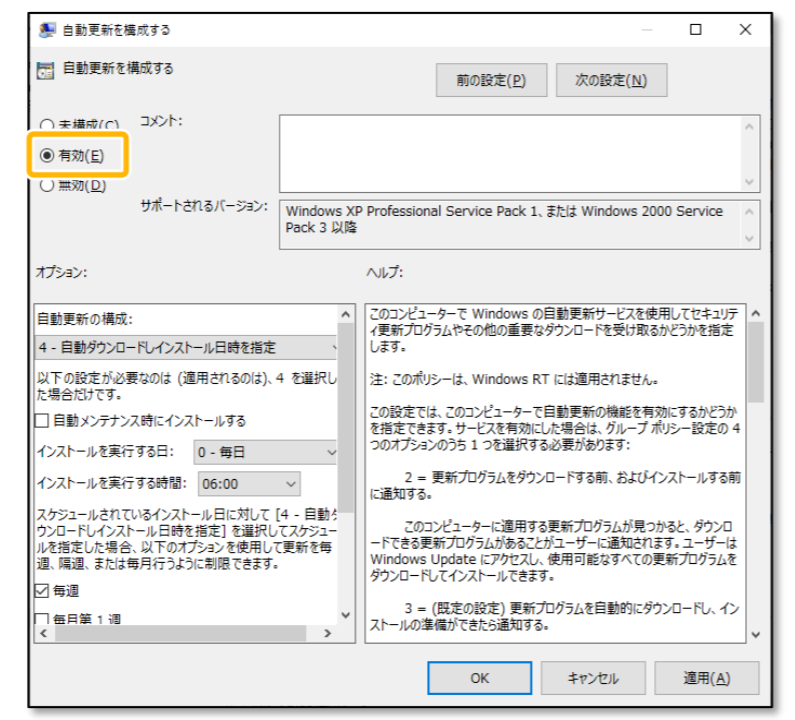 自動更新を構成する
自動更新を構成する
前の設定(P)
次の設定(N)
未構成(C)
コメント:
有効(E)
無効(D)
サポートされるバージョン:
Windows XP Professional Service Pack 1、または Windows 2000 Service
Pack 3 以降
オプション:
ヘルプ:
自動更新の構成:
4 - 自動ダウンロードしインストール日時を指定
以下の設定が必要なのは (適用されるのは)、4 を選択し
た場合だけです。
自動メンテナンス時にインストールする
インストールを実行する日:
0 - 毎日
インストールを実行する時間:
06:00
スケジュールされているインストール日に対して [4 - 自動ダ
ウンロードしインストール日時を指定] を選択してスケジュー
ルを指定した場合、以下のオプションを使用して更新を毎
週、隔週、または毎月行うように制限できます。
毎週
毎月第 1 週
このコンピューターで Windows の自動更新サービスを使用してセキュリテ
ィ更新プログラムやその他の重要なダウンロードを受け取るかどうかを指定
します。
注: このポリシーは、Windows RT には適用されません。
この設定では、このコンピューターで自動更新の機能を有効にするかどうか
を指定できます。サービスを有効にした場合は、グループ ポリシー設定の 4
つのオプションのうち 1 つを選択する必要があります:
2 = 更新プログラムをダウンロードする前、およびインストールする前
に通知する。
このコンピューターに適用する更新プログラムが見つかると、ダウンロ
ードできる更新プログラムがあることがユーザーに通知されます。ユーザーは
Windows Update にアクセスし、使用可能なすべての更新プログラムを
ダウンロードしてインストールできます。
3 = (既定の設定) 更新プログラムを自動的にダウンロードし、イン
ストールの準備ができたら通知する。
OK
キャンセル
適用(A)